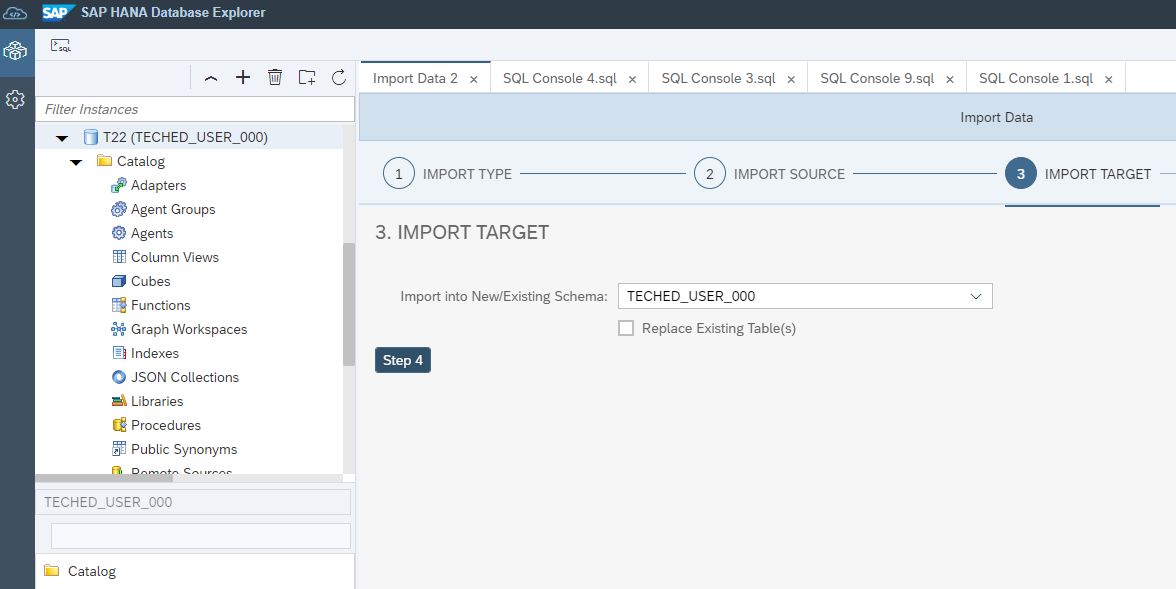 SAP SAP HANA Database Explorer
SQL
Filter Instances
T22 (TECHED_USER_000)
Catalog
Adapters
Agent Groups
Agents
Column Views
Cubes
Functions
Graph Workspaces
Indexes
JSON Collections
Libraries
Procedures
Public Synonyms
Remote Sources
TECHED_USER_000
Catalog
Import Data 2 × SQL Console 4.sql × SQL Console 3.sql × SQL Console 9.sql × SQL Console 1.sql ×
Import Data
1 IMPORT TYPE 2 IMPORT SOURCE 3 IMPORT TARGET
3. IMPORT TARGET
Import into New/Existing Schema: TECHED_USER_000
Replace Existing Table(s)
Step 4